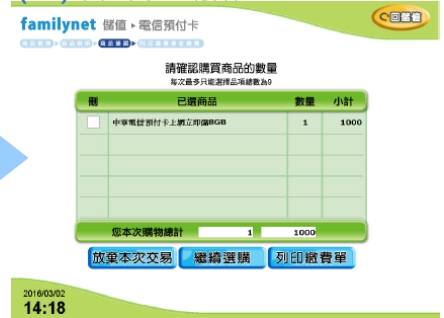 familynet 儲值 ▸ 電信預付卡
回儲值
請確認購買商品的數量
每次最多只能選擇品項總數為9
刪 已選商品 數量 小計
中華電信預付卡上網立即儲8GB 1 1000
您本次購物總計 1 1000
放棄本次交易 繼續選購 列印繳費單
2016/03/02
14:18